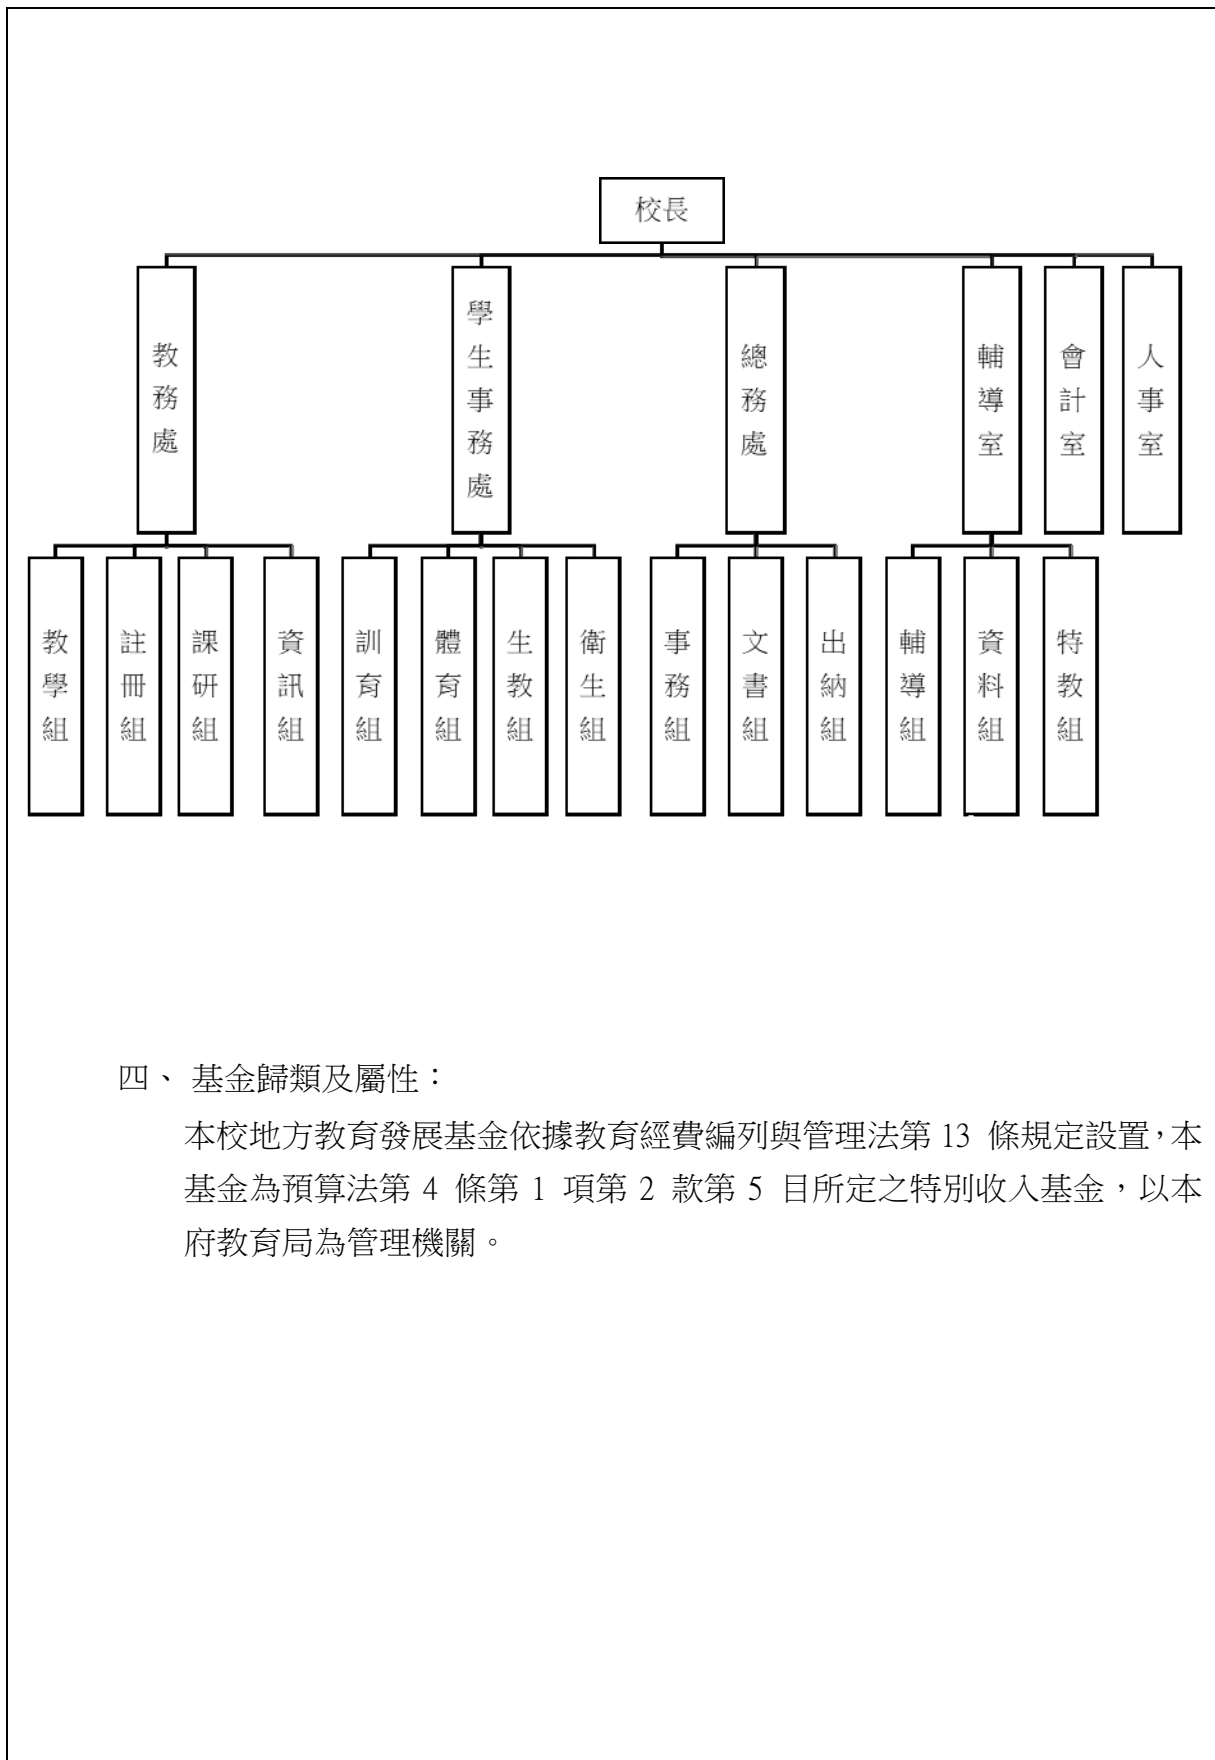 校長
教務處
學生事務處
總務處
輔導室
會計室
人事室
教學組
註冊組
課研組
資訊組
訓育組
體育組
生教組
衛生組
事務組
文書組
出納組
輔導組
資料組
特教組
四、 基金歸類及屬性：
本校地方教育發展基金依據教育經費編列與管理法第 13 條規定設置，本
基金為預算法第 4 條第 1 項第 2 款第 5 目所定之特別收入基金，以本
府教育局為管理機關。